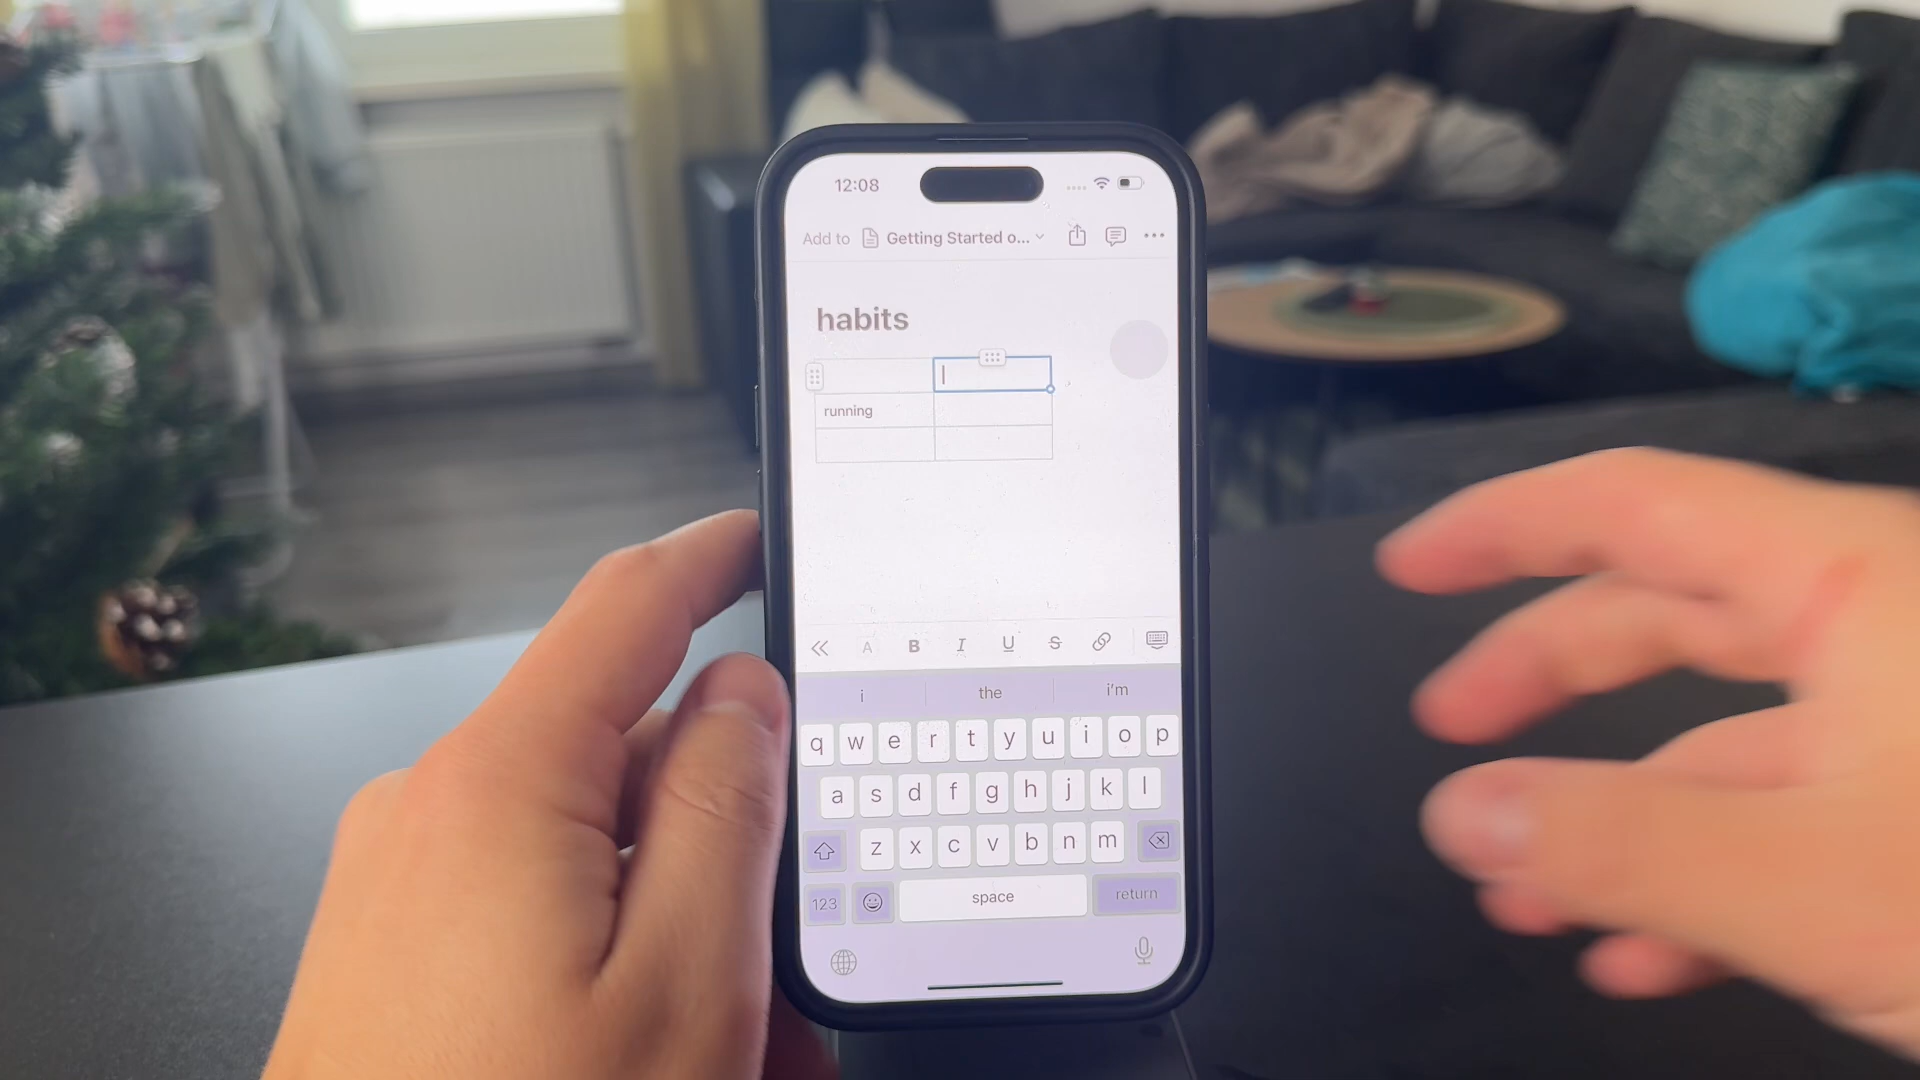 12:08
Add to Getting Started o...
habits
running
A B I U S
i the i'm
q w e r t y u i o p
a s d f g h j k l
z x c v b n m
123 space return